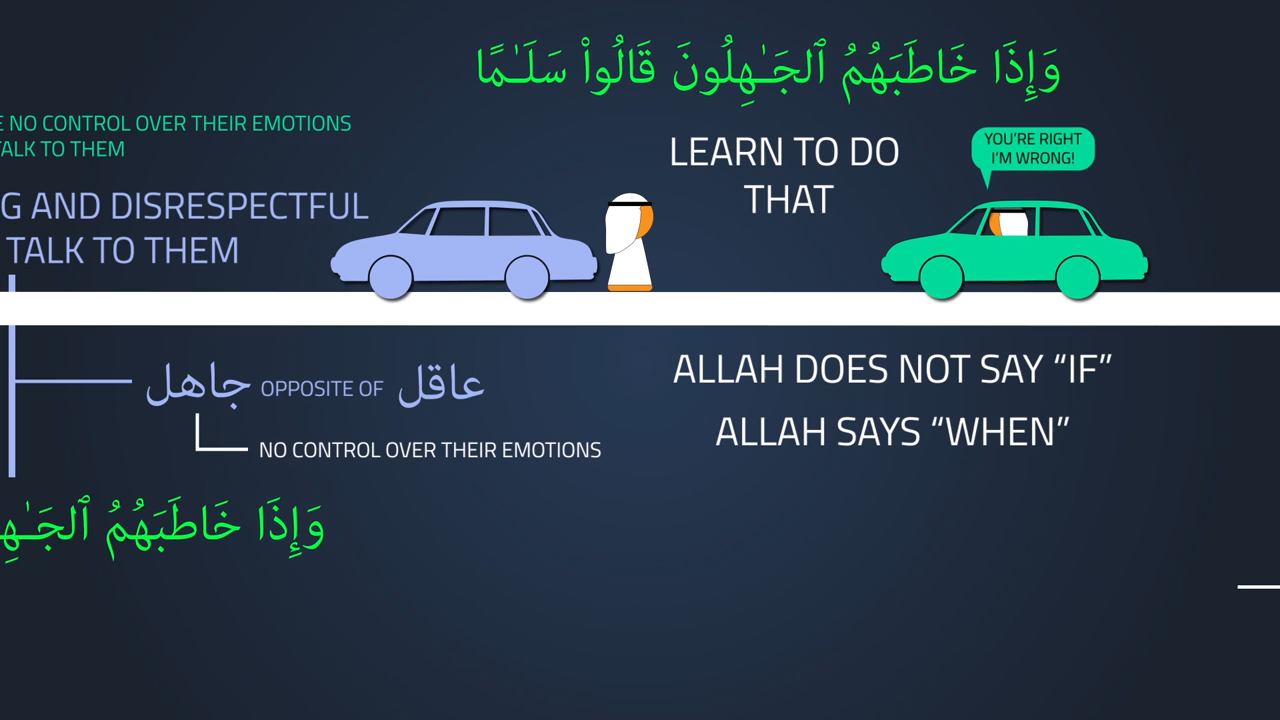 وَإِذَا خَاطَبَهُمُ ٱلجَـٰهِلُونَ قَالُوا۟ سَلَـٰمًا
NO CONTROL OVER THEIR EMOTIONS
TALK TO THEM
AND DISRESPECTFUL
TALK TO THEM
LEARN TO DO
THAT
YOU'RE RIGHT
I'M WRONG!
جاهل OPPOSITE OF عاقل
NO CONTROL OVER THEIR EMOTIONS
ALLAH DOES NOT SAY “IF”
ALLAH SAYS “WHEN”
وَإِذَا خَاطَبَهُمُ